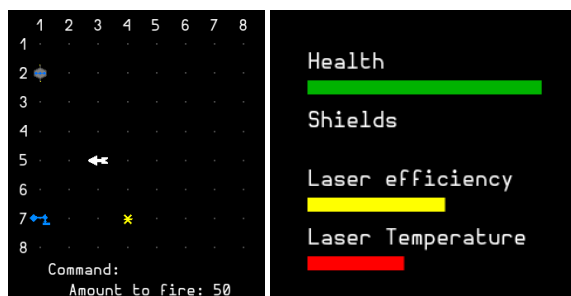 1 2 3 4 5 6 7 8
1
2
3
4
5
6
7
8
Command:
Amount to fire: 50
Health
Shields
Laser efficiency
Laser Temperature